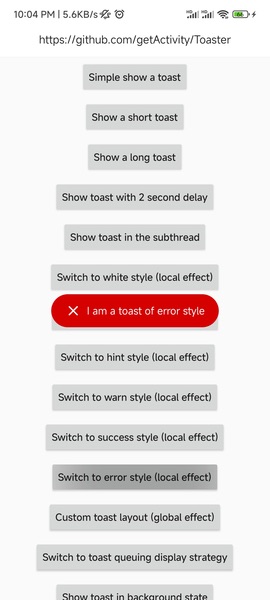 10:04 PM | 5.6KB/s
https://github.com/getActivity/Toaster
Simple show a toast
Show a short toast
Show a long toast
Show toast with 2 second delay
Show toast in the subthread
Switch to white style (local effect)
I am a toast of error style
Switch to hint style (local effect)
Switch to warn style (local effect)
Switch to success style (local effect)
Switch to error style (local effect)
Custom toast layout (global effect)
Switch to toast queuing display strategy
Show toast in background state